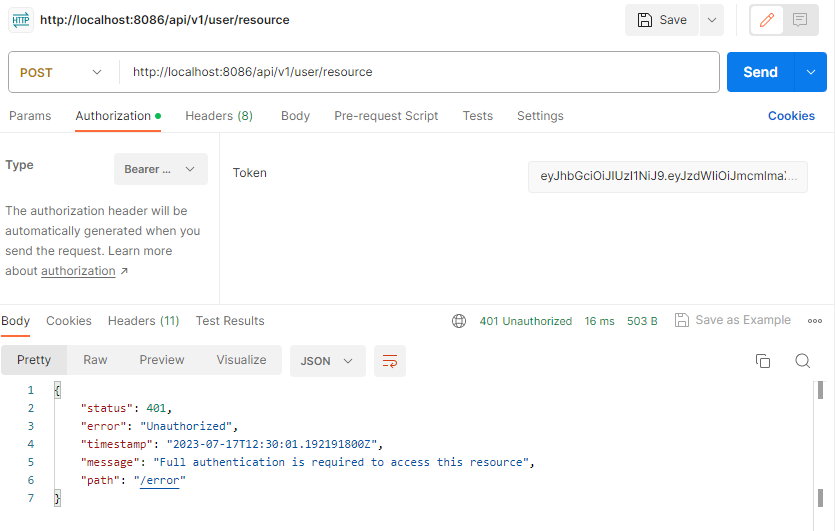 HTTP http://localhost:8086/api/v1/user/resource Save
POST http://localhost:8086/api/v1/user/resource Send
Params Authorization Headers (8) Body Pre-request Script Tests Settings Cookies
Type Bearer ... Token eyJhbGciOiJIUzI1NiJ9.eyJzdWIiOiJmcmlma...
The authorization header will be
automatically generated when you
send the request. Learn more
about authorization ↗
Body Cookies Headers (11) Test Results 401 Unauthorized 16 ms 503 B Save as Example
Pretty Raw Preview Visualize JSON
1 {
2 "status": 401,
3 "error": "Unauthorized",
4 "timestamp": "2023-07-17T12:30:01.192191800Z",
5 "message": "Full authentication is required to access this resource",
6 "path": "/error"
7 }